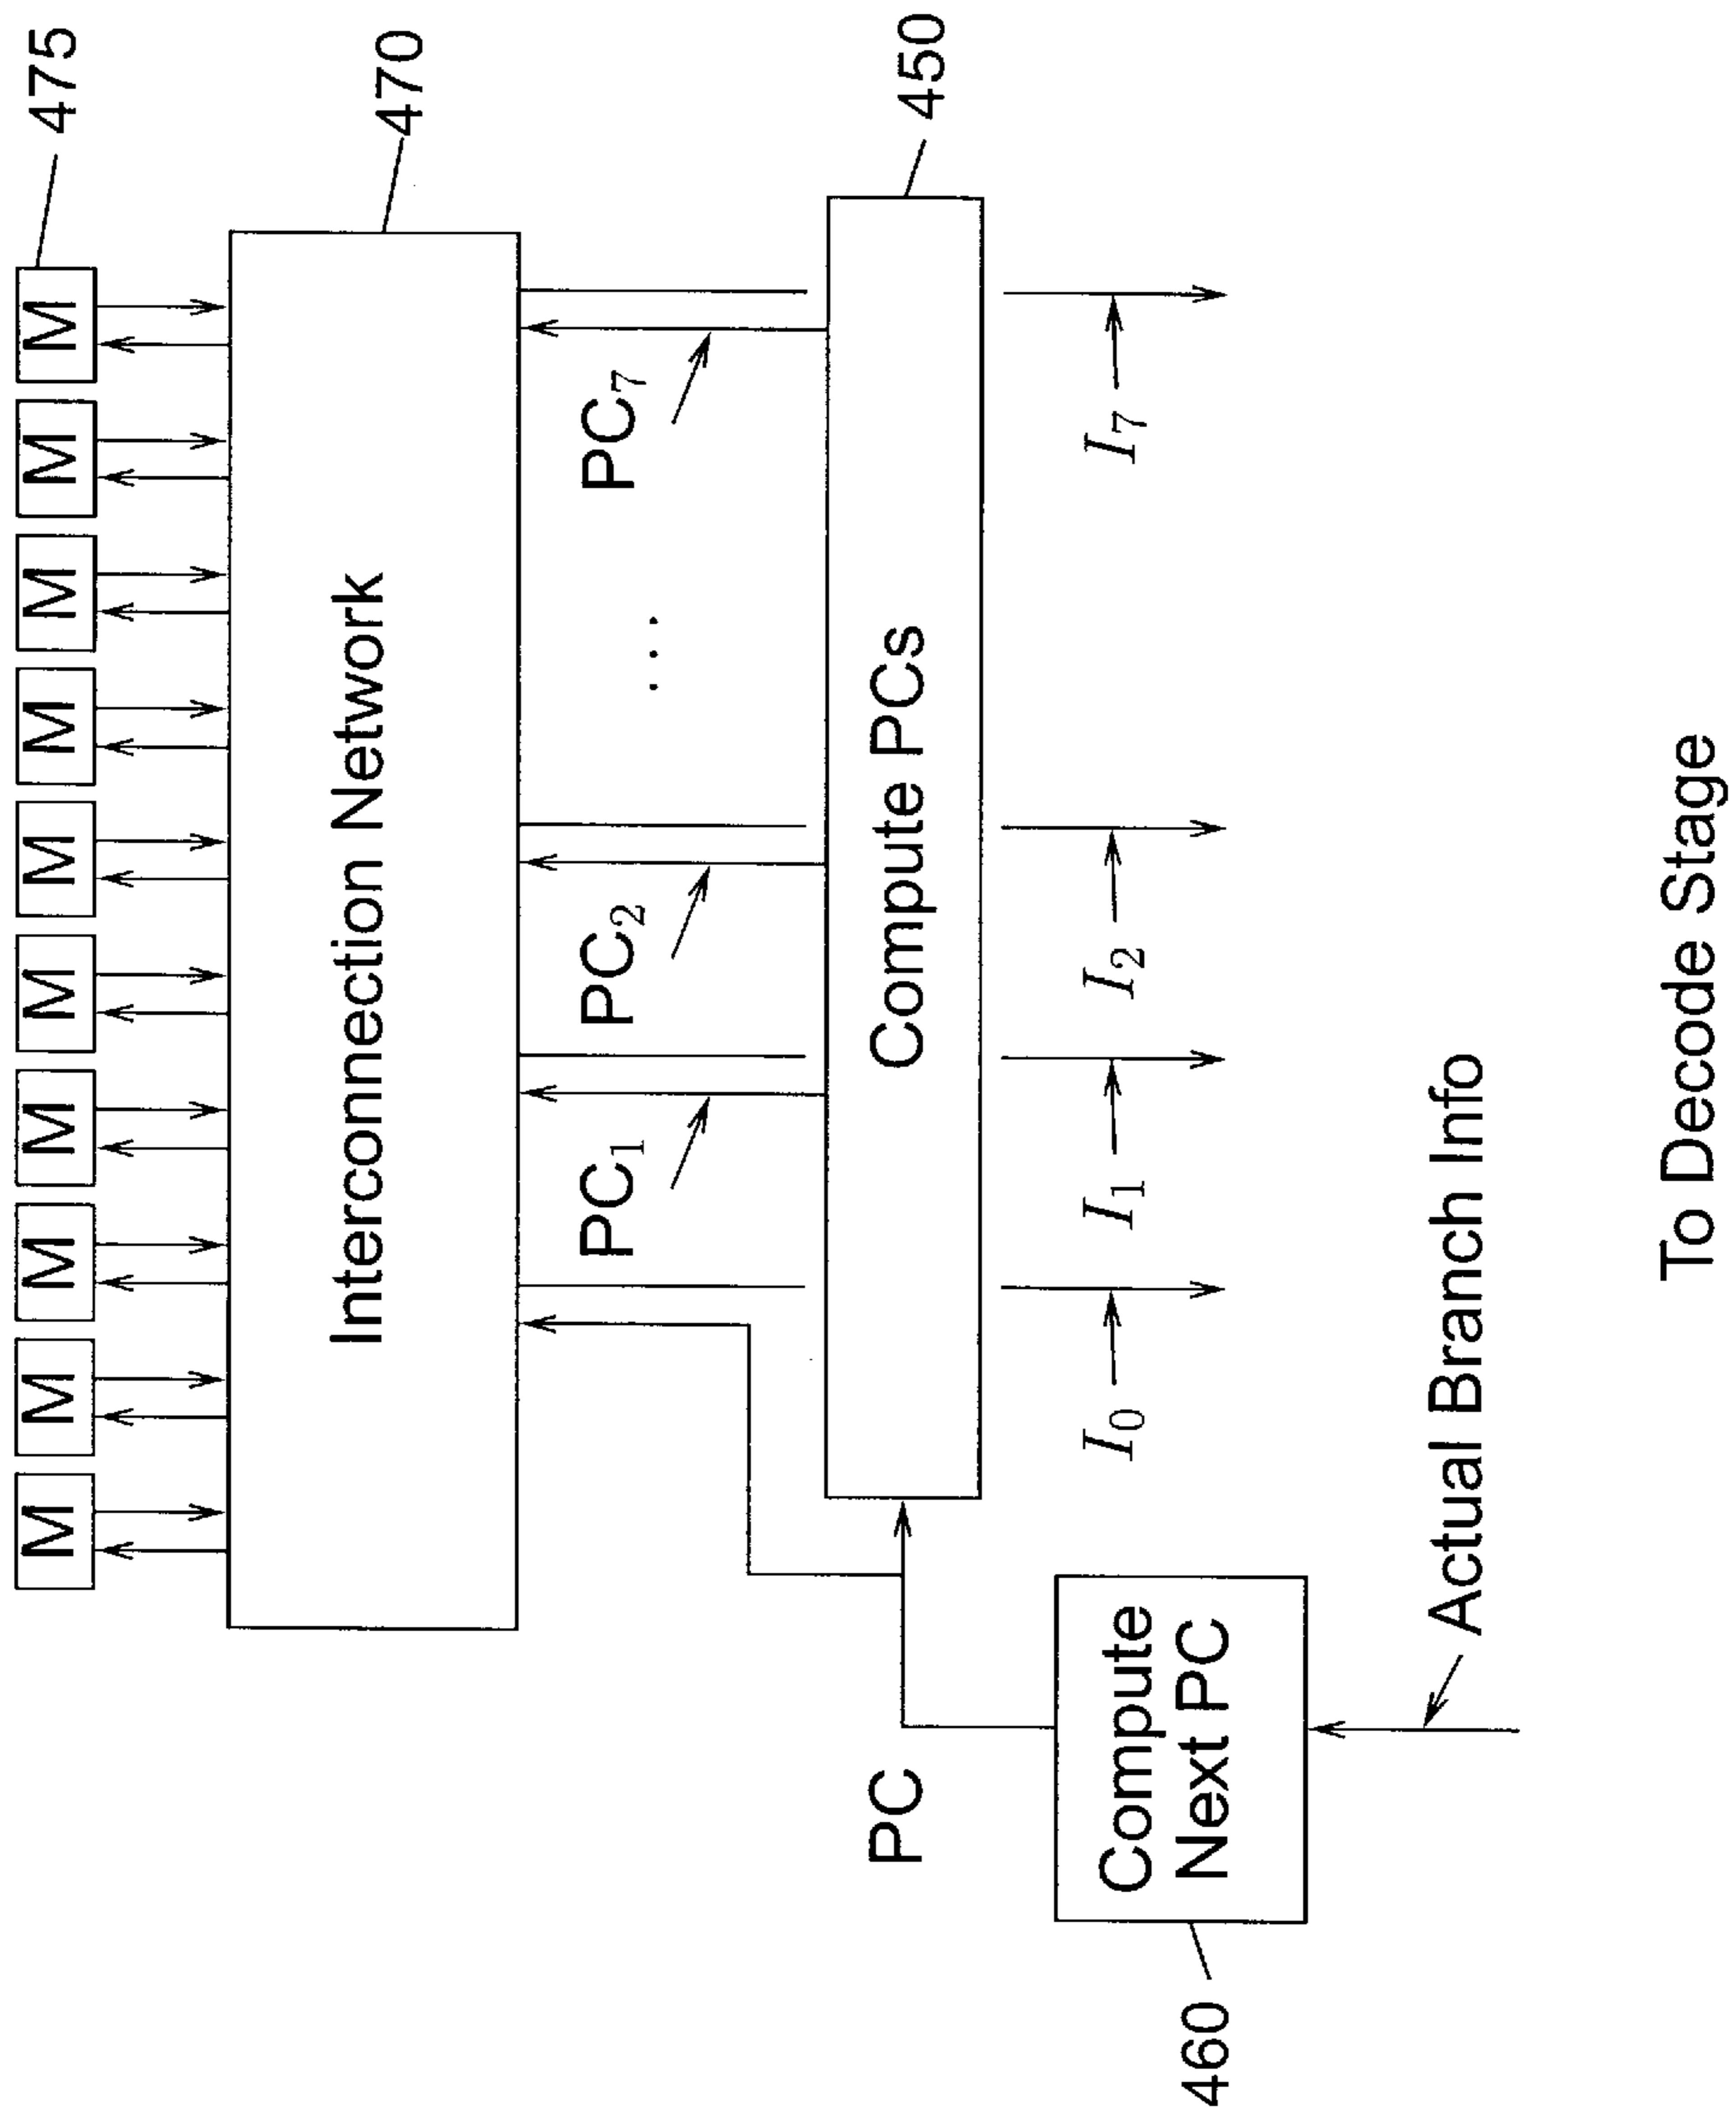 M M M M M M M M M M 475
Interconnection Network 470
PC₁ PC₂ ... PC₇
PC
Compute PCs 450
460
Compute
Next PC
I₀ I₁ I₂ I₇
Actual Branch Info
To Decode Stage